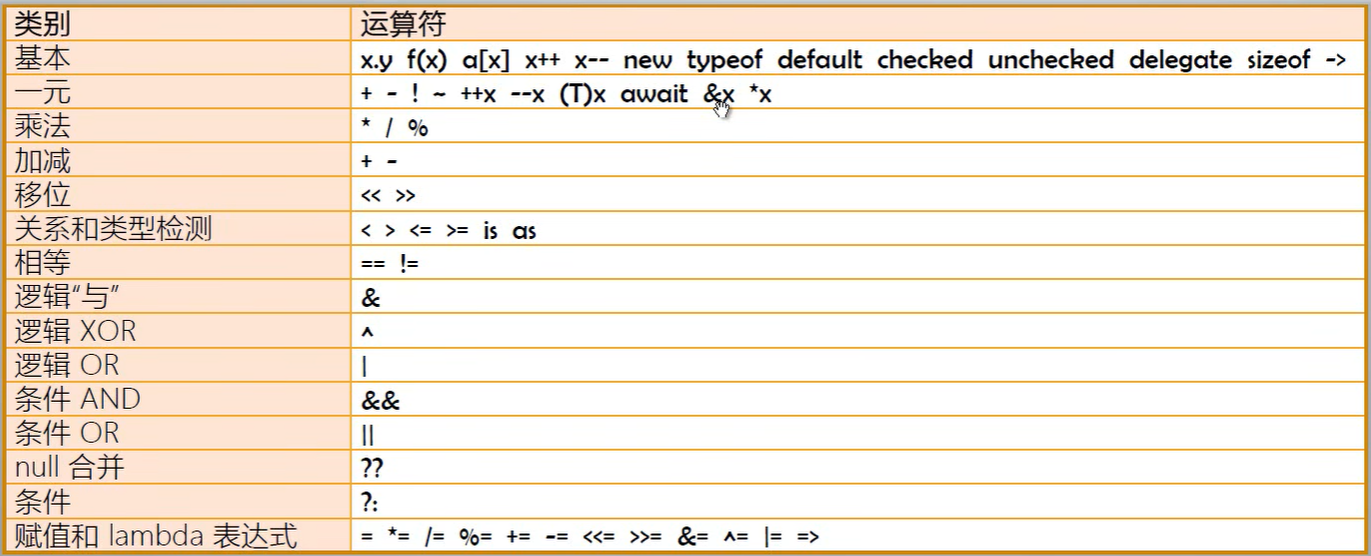 类别 运算符
基本 x.y f(x) a[x] x++ x-- new typeof default checked unchecked delegate sizeof ->
一元 + - ! ~ ++x --x (T)x await &x *x
乘法 * / %
加减 + -
移位 << >>
关系和类型检测 < > <= >= is as
相等 == !=
逻辑“与” &
逻辑 XOR ^
逻辑 OR |
条件 AND &&
条件 OR ||
null 合并 ??
条件 ?:
赋值和 lambda 表达式 = *= /= %= += -= <<= >>= &= ^= |= =>